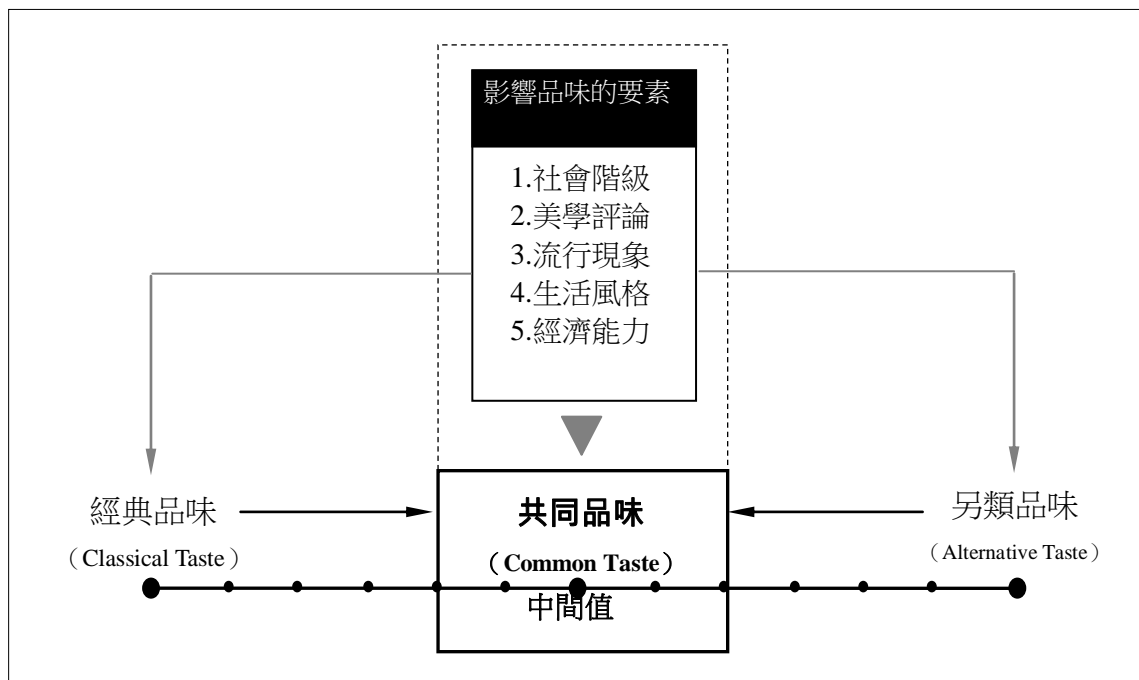 影響品味的要素
1.社會階級
2.美學評論
3.流行現象
4.生活風格
5.經濟能力
經典品味
（Classical Taste）
共同品味
（Common Taste）
中間值
另類品味
（Alternative Taste）